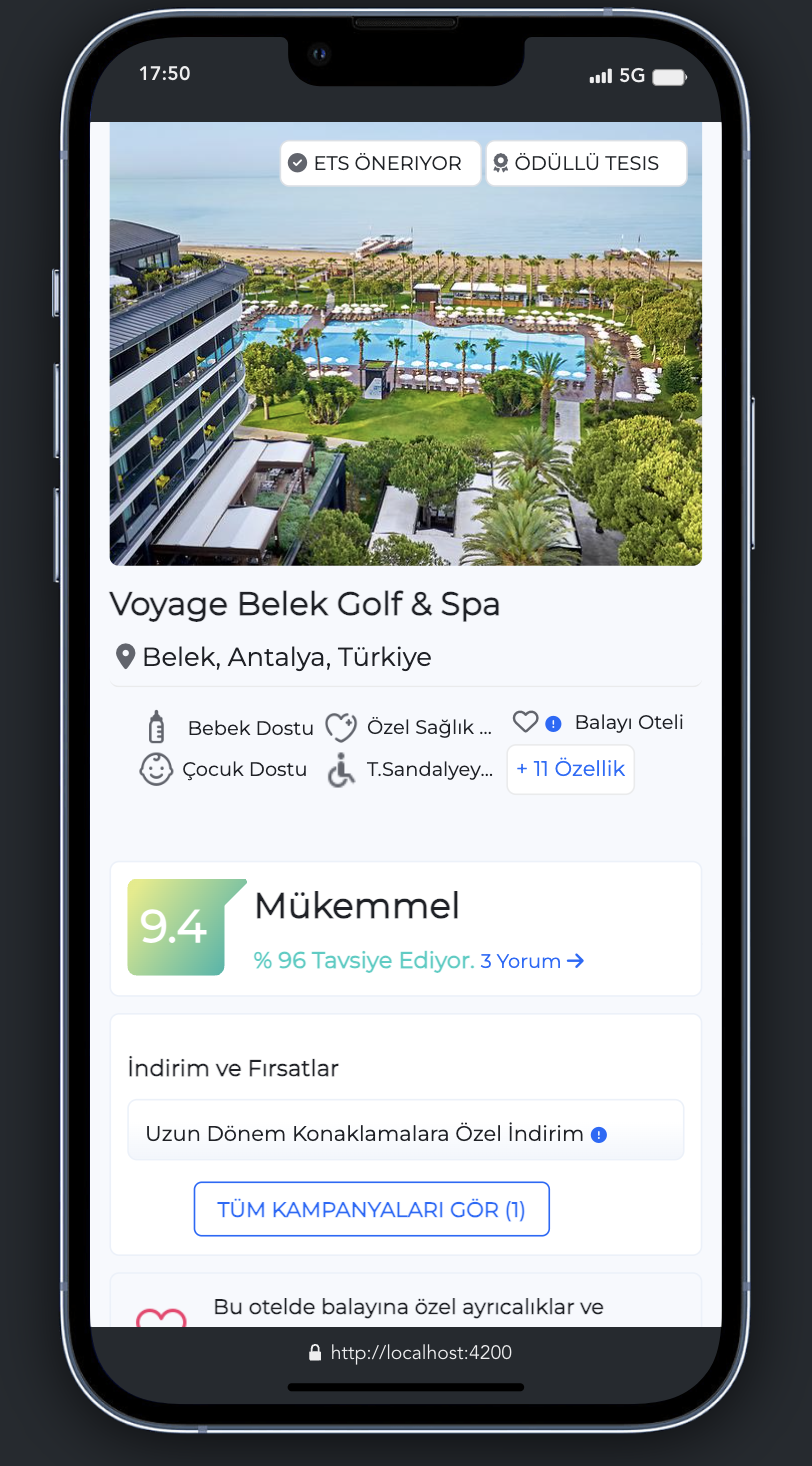 17:50
5G
ETS ÖNERIYOR
ÖDÜLLÜ TESIS
Voyage Belek Golf & Spa
Belek, Antalya, Türkiye
Bebek Dostu
Özel Sağlık ...
Balayı Oteli
Çocuk Dostu
T.Sandalyey...
+ 11 Özellik
9.4
Mükemmel
% 96 Tavsiye Ediyor. 3 Yorum →
İndirim ve Fırsatlar
Uzun Dönem Konaklamalara Özel İndirim
TÜM KAMPANYALARI GÖR (1)
Bu otelde balayına özel ayrıcalıklar ve
http://localhost:4200